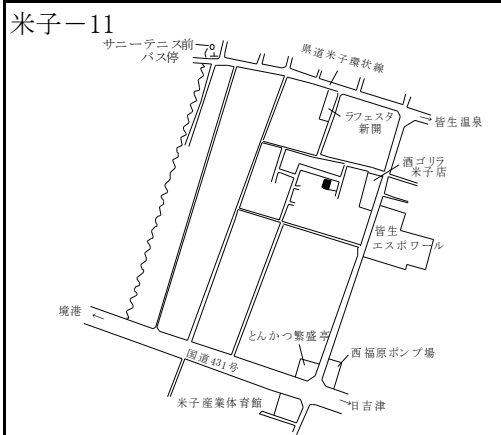 米子－11
サニーテニス前
バス停
県道米子環状線
ラフェスタ
新開
皆生温泉
酒ゴリラ
米子店
皆生
エスポワール
境港
国道431号
とんかつ繁盛亭
西福原ポンプ場
米子産業体育館
日吉津